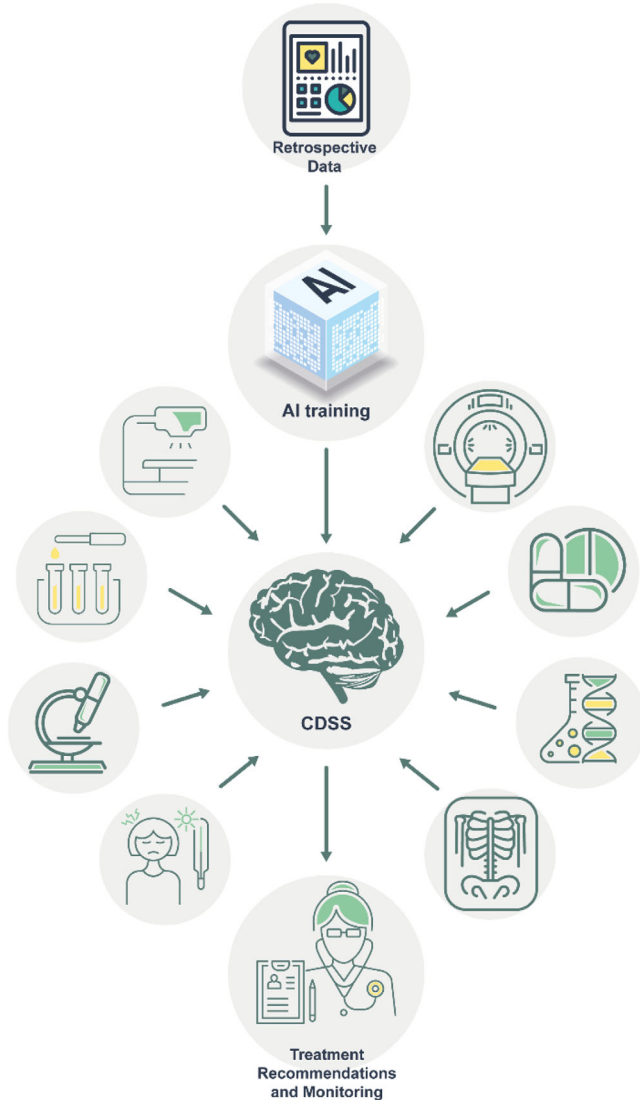 Retrospective
Data
AI
AI training
CDSS
Treatment
Recommendations
and Monitoring